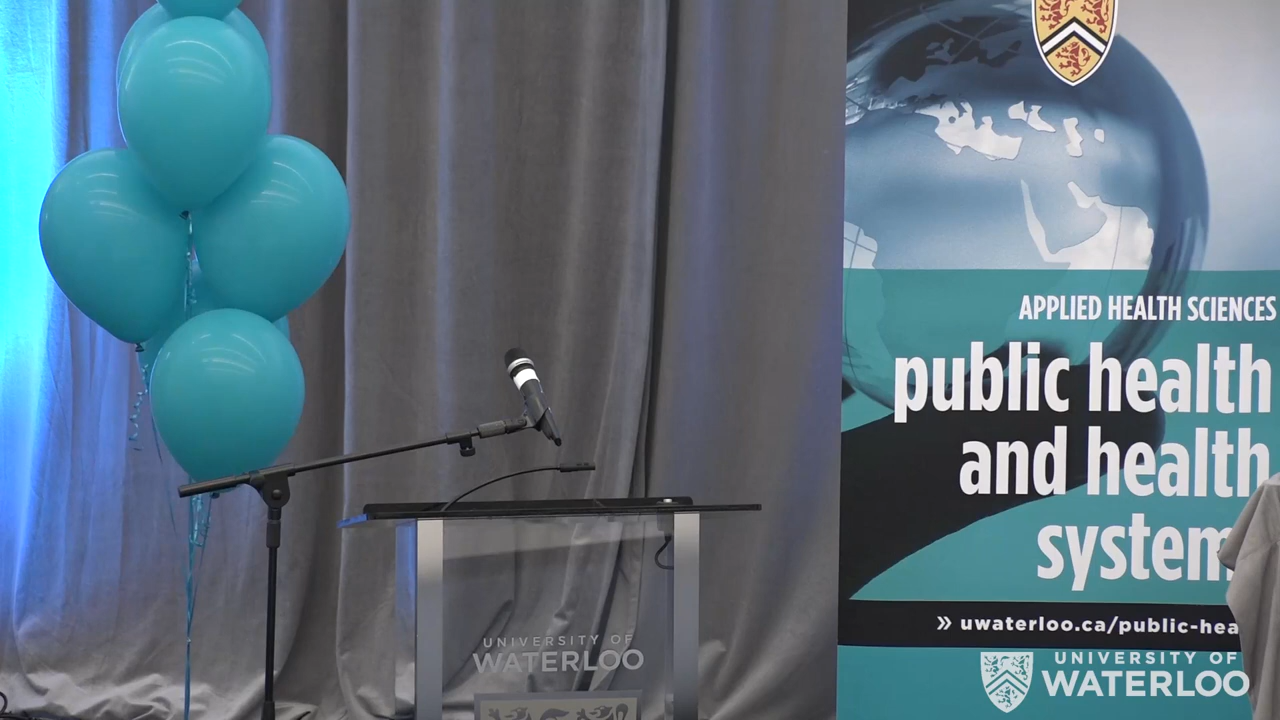 APPLIED HEALTH SCIENCES
public health
and health
system
» uwaterloo.ca/public-hea
UNIVERSITY OF
WATERLOO
UNIVERSITY OF
WATERLOO